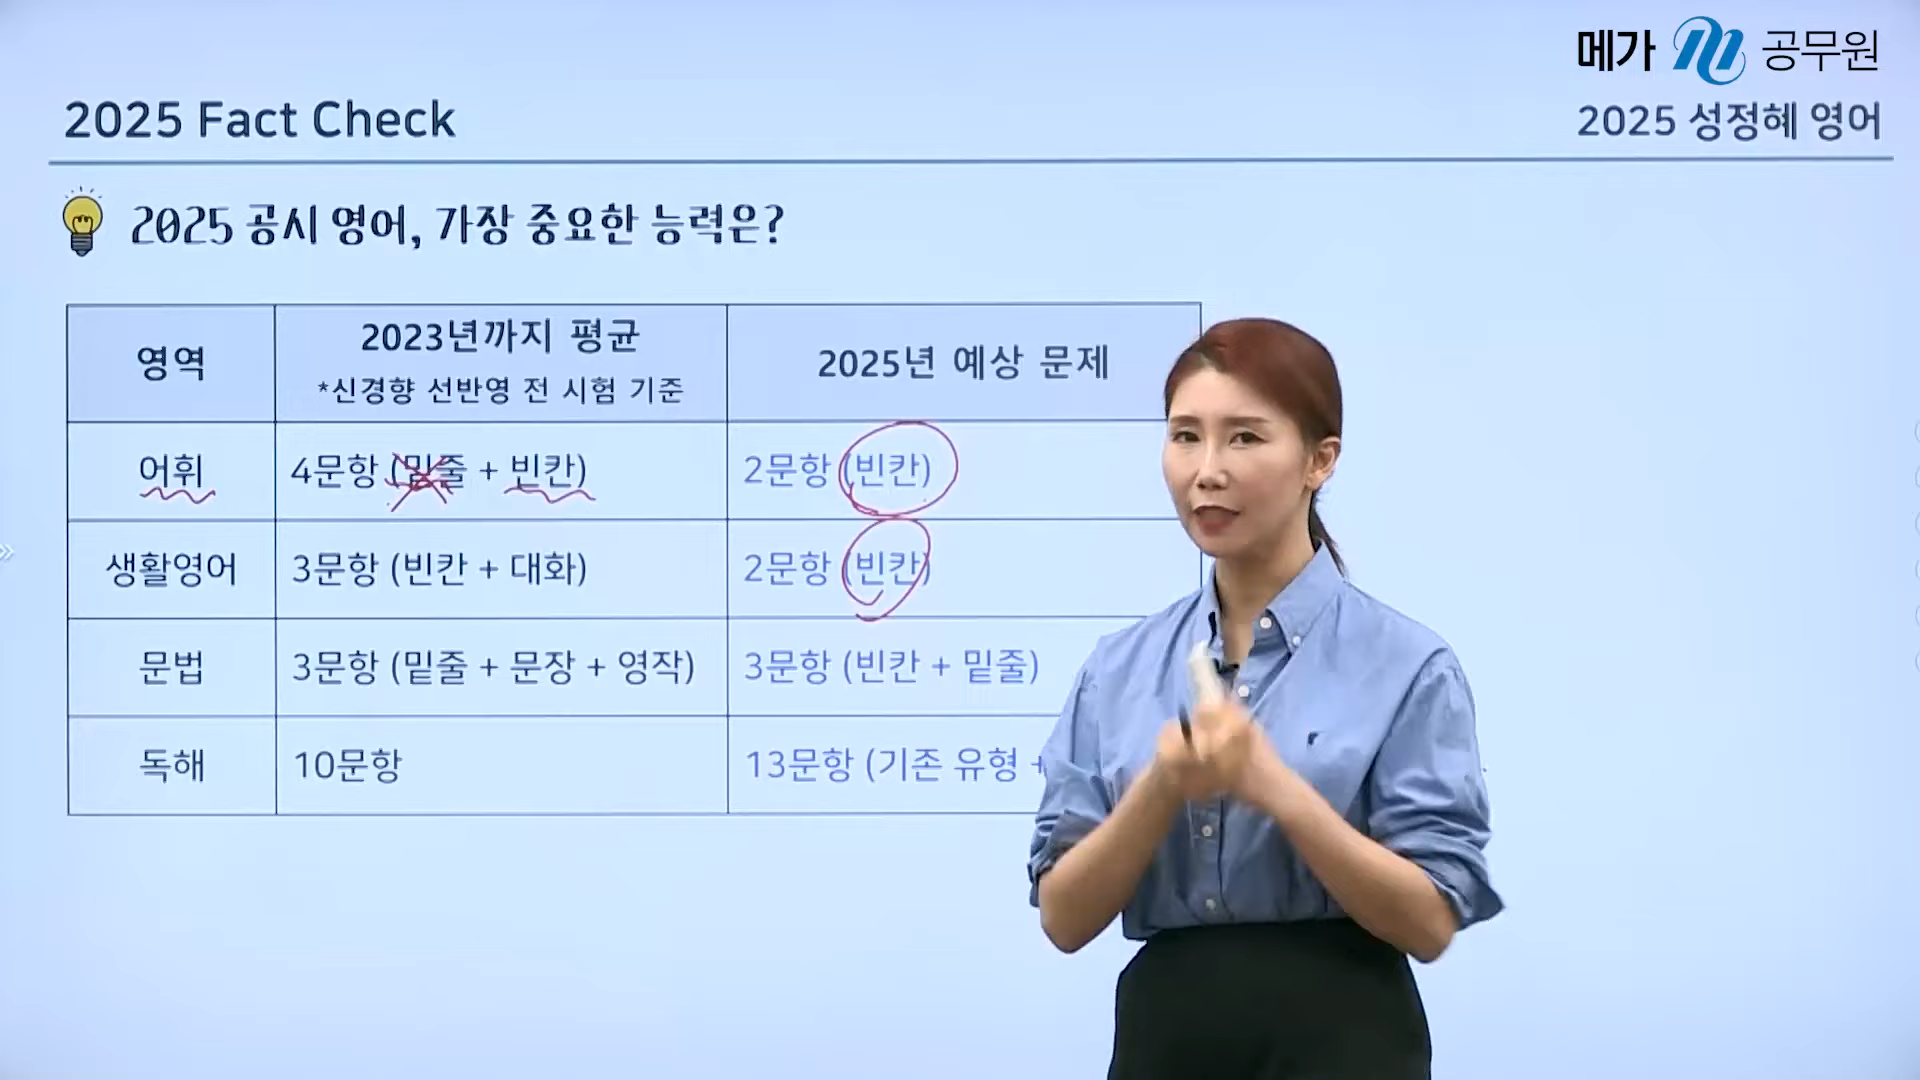 메가 공무원
2025 Fact Check
2025 성정혜 영어
2025 공시 영어, 가장 중요한 능력은?
영역
2023년까지 평균
*신경향 선반영 전 시험 기준
2025년 예상 문제
어휘
4문항 (밑줄 + 빈칸)
2문항 (빈칸)
생활영어
3문항 (빈칸 + 대화)
2문항 (빈칸)
문법
3문항 (밑줄 + 문장 + 영작)
3문항 (빈칸 + 밑줄)
독해
10문항
13문항 (기존 유형 +